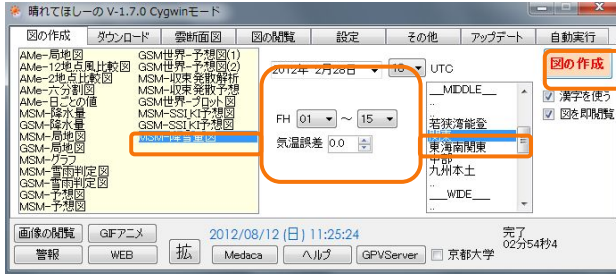 晴れてほしーの V-1.7.0 Cygwinモード
図の作成 ダウンロード 雲断面図 図の閲覧 設定 その他 アップデート 自動実行
AMe-局地図
AMe-12地点風比較図
AMe-2地点比較図
AMe-六分割
AMe-日ごとの値
MSM-降水量
GSM-降水量
MSM-局地図
GSM-局地図
MSM-グラフ
MSM-雪雨判定図
GSM-雪雨判定図
GSM-予想図
MSM-予想図
GSM世界-予想図(1)
GSM世界-予想図(2)
MSM-収束発散解析
MSM-収束発散予想
GSM世界-プロット図
MSM-SSI,KI予想図
GSM-SSI,KI予想図
MSM-降雪量図
2012年 2月28日 18 UTC
FH 01 ～ 15
気温誤差 0.0
__MIDDLE__
..
若狭湾能登
東海南関東
中部
九州本土
..
__WIDE__
..
図の作成
漢字を使う
図を即閲覧
画像の閲覧 GIFアニメ 2012/08/12 (日) 11:25:24 完了
02分54秒4
警報 WEB 拡 Medaca ヘルプ GPVServer 京都大学